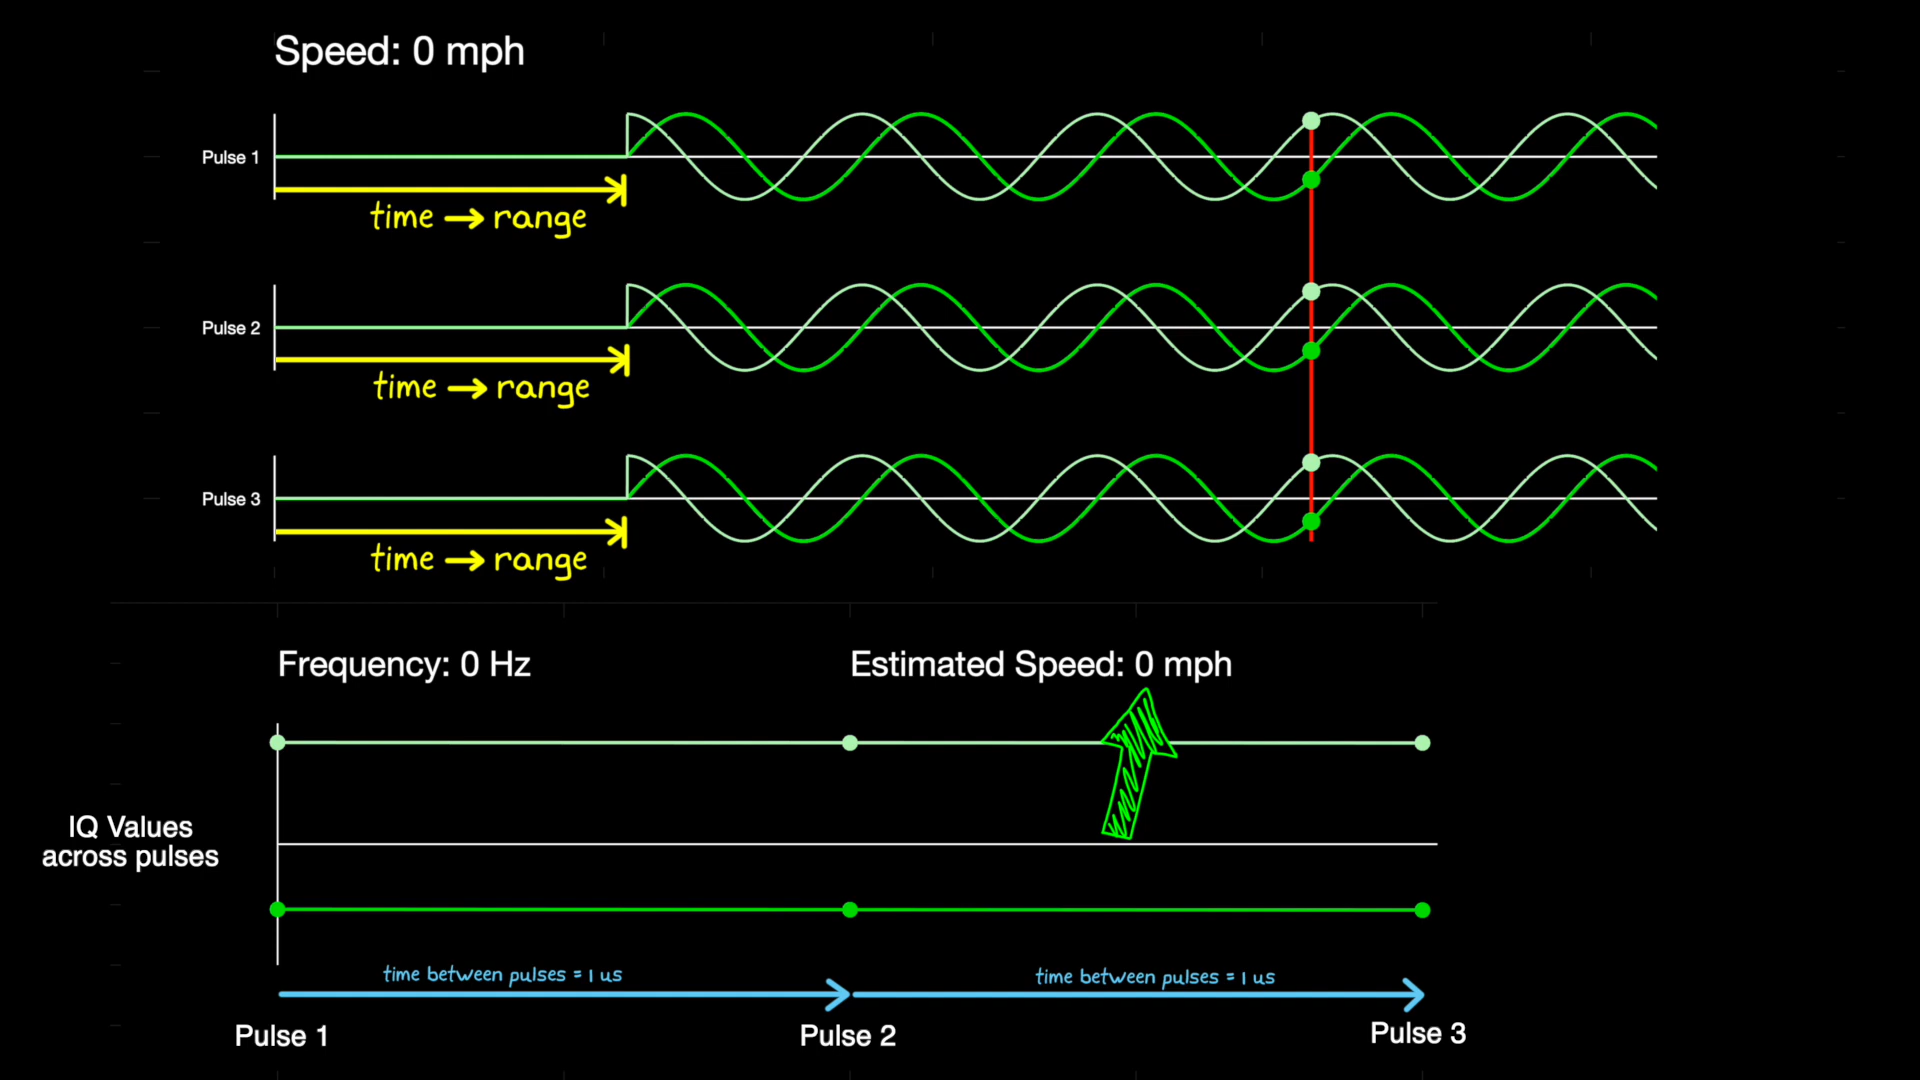 Speed: 0 mph
Pulse 1
time → range
Pulse 2
time → range
Pulse 3
time → range
Frequency: 0 Hz
Estimated Speed: 0 mph
IQ Values
across pulses
time between pulses = 1 us
time between pulses = 1 us
Pulse 1
Pulse 2
Pulse 3